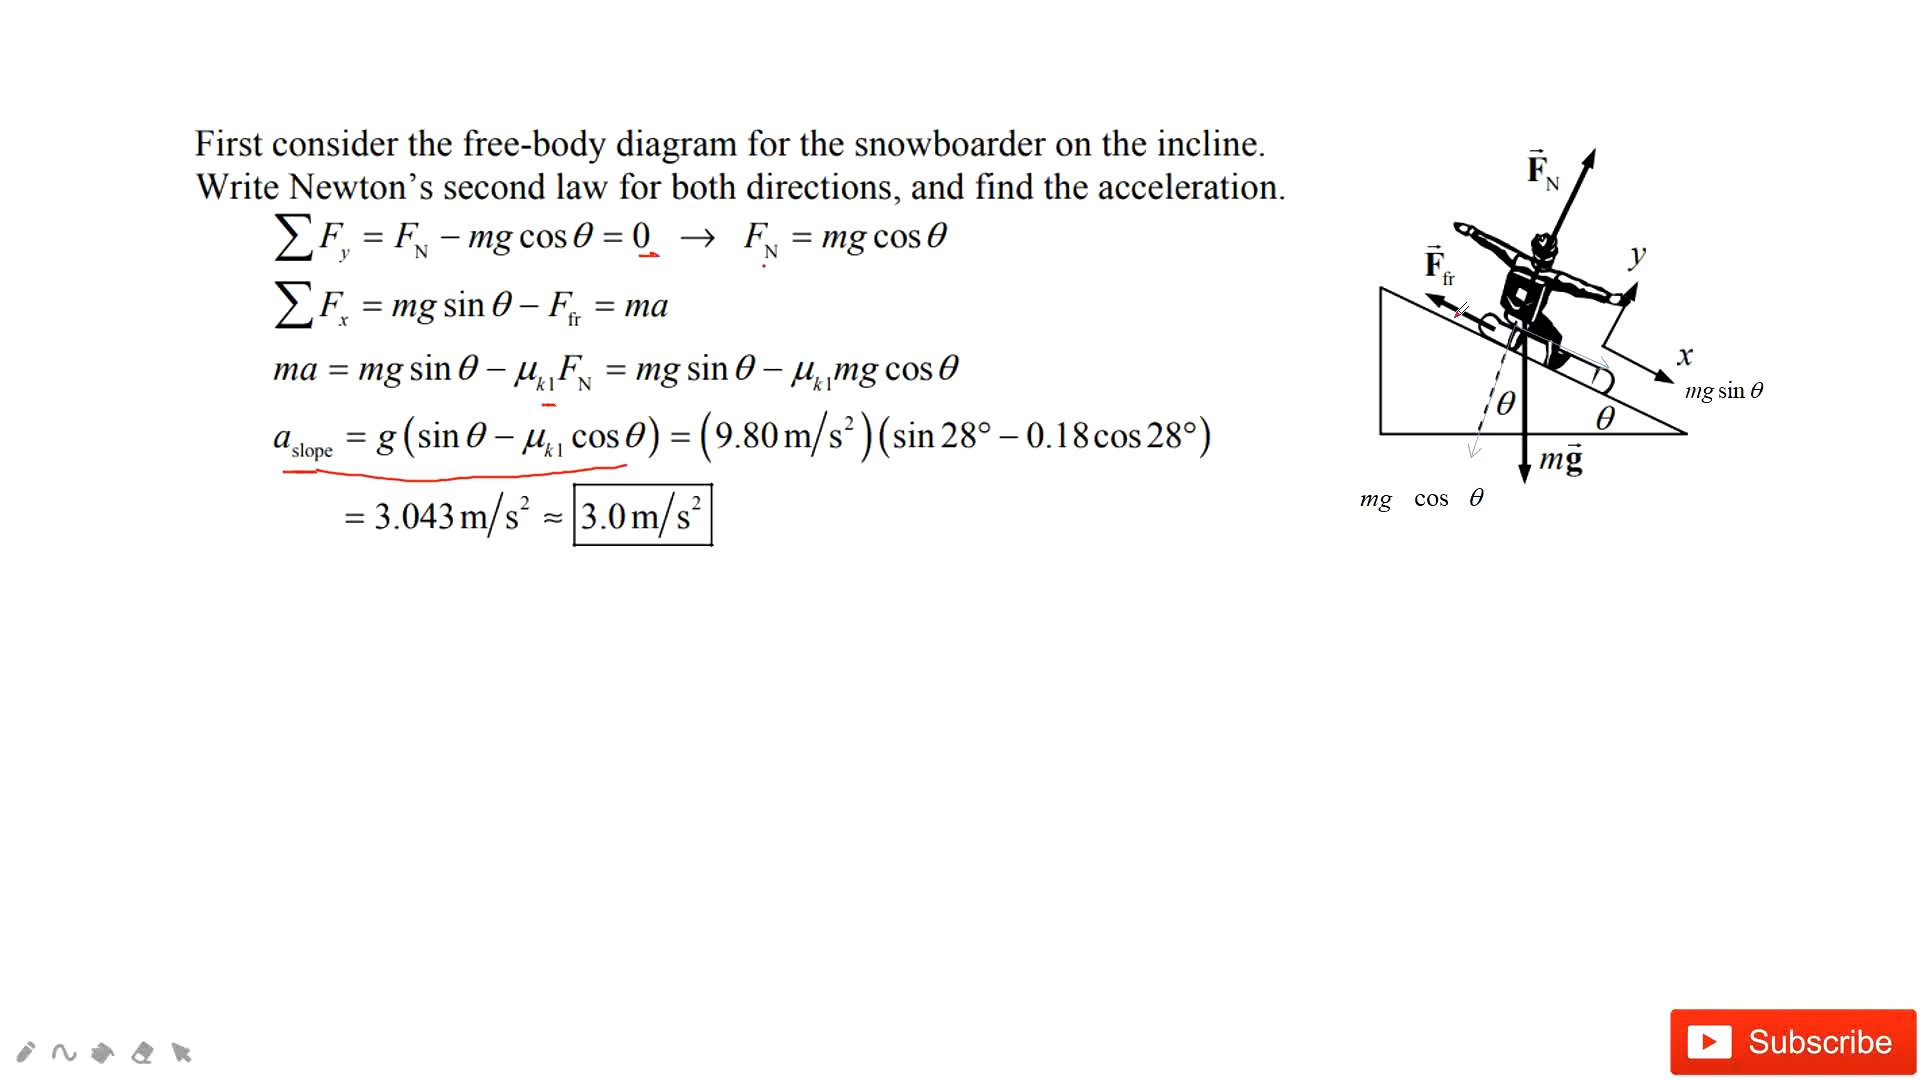 First consider the free-body diagram for the snowboarder on the incline.
Write Newton's second law for both directions, and find the acceleration.
∑F_y = F_N − mg cos θ = 0 → F_N = mg cos θ
∑F_x = mg sin θ − F_fr = ma
ma = mg sin θ − μ_k1 F_N = mg sin θ − μ_k1 mg cos θ
a_slope = g (sin θ − μ_k1 cos θ) = (9.80 m/s²)(sin 28° − 0.18 cos 28°)
= 3.043 m/s² ≈ 3.0 m/s²
F⃗_N
F⃗_fr
y
x
mg sin θ
θ
θ
mg⃗
mg cos θ
Subscribe